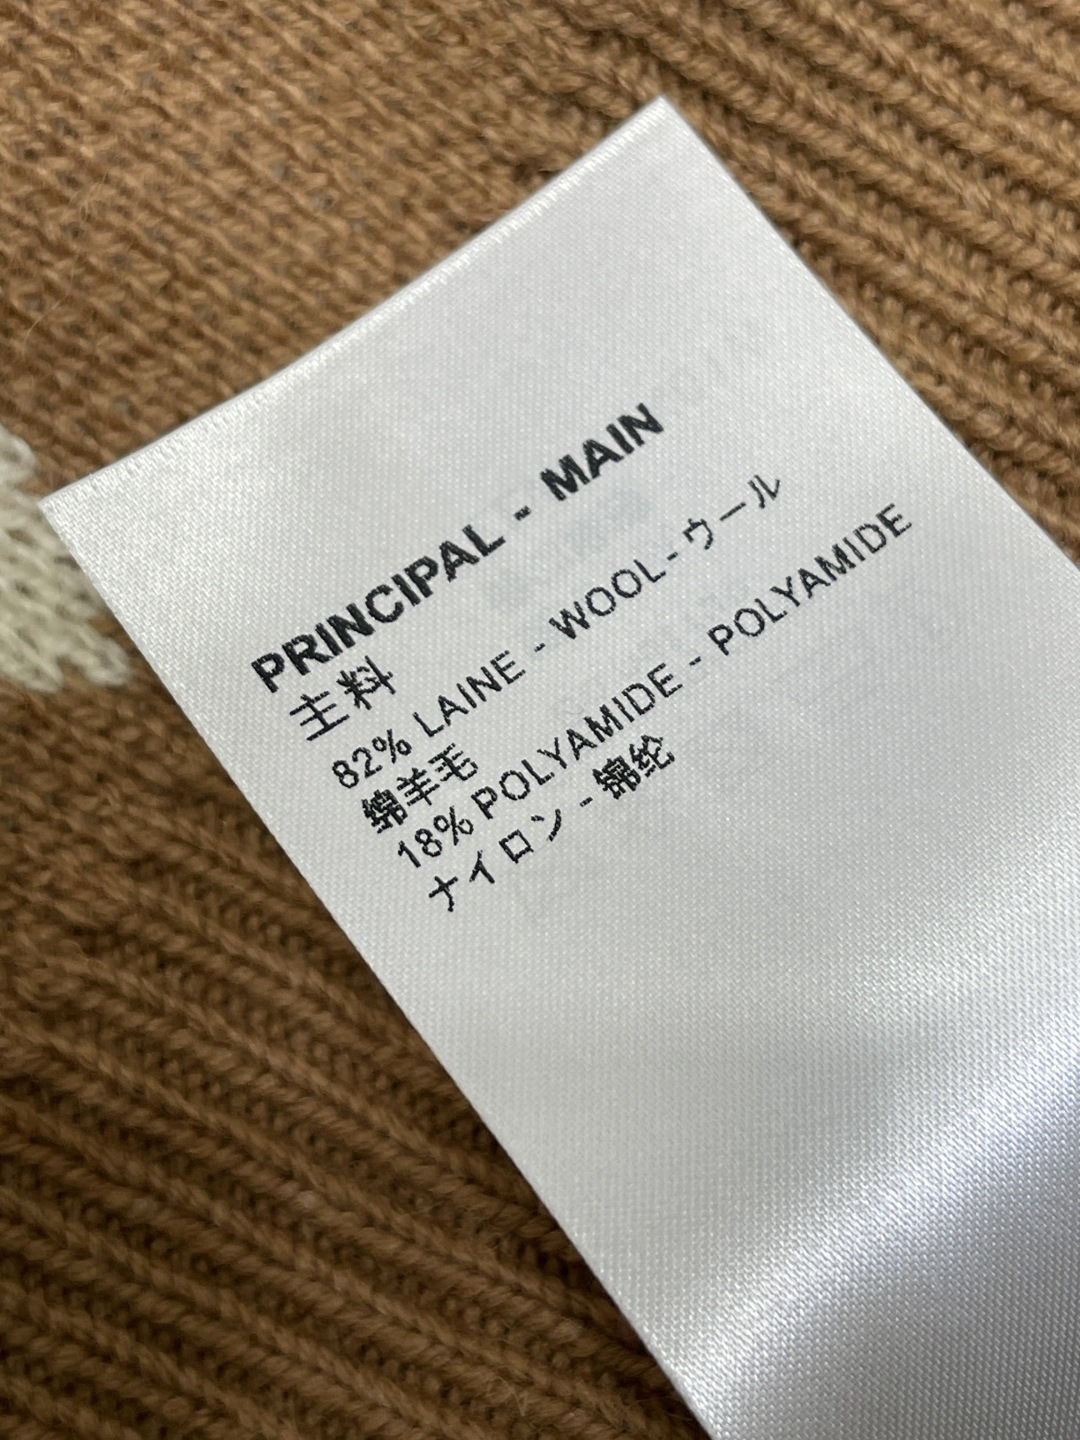 PRINCIPAL - MAIN
主料
82% LAINE - WOOL - ウール
绵羊毛
18% POLYAMIDE - POLYAMIDE
ナイロン - 锦纶